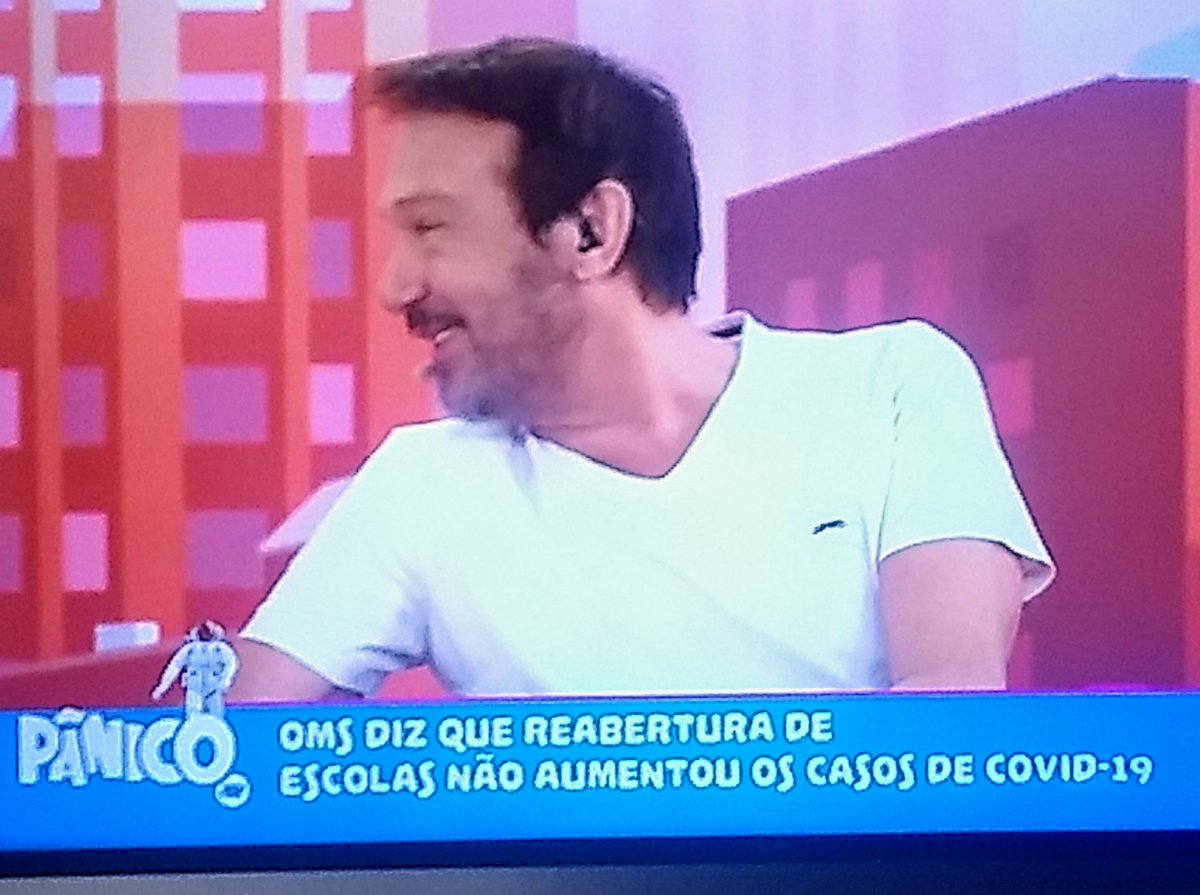 PÂNICO
OMS DIZ QUE REABERTURA DE
ESCOLAS NÃO AUMENTOU OS CASOS DE COVID-19